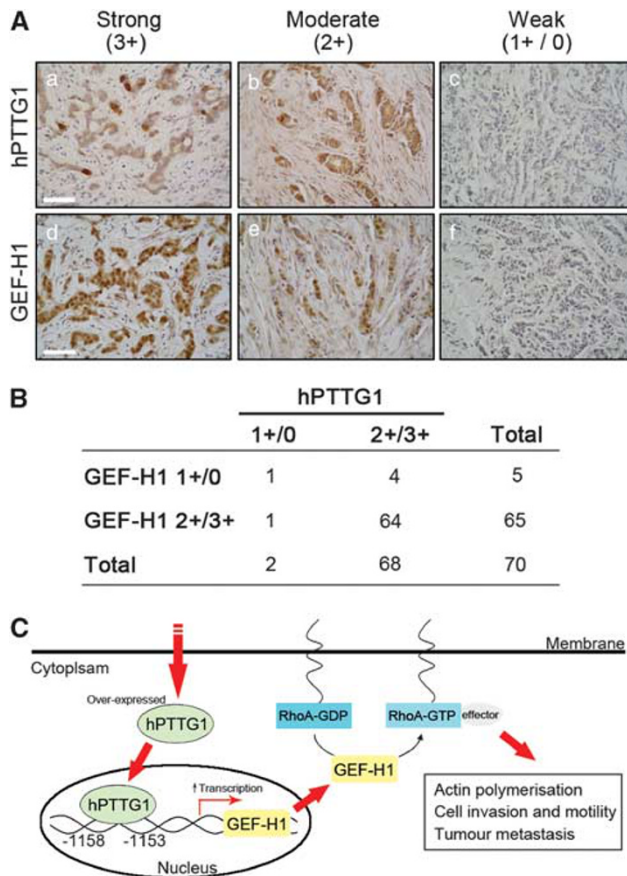 A
Strong
(3+)
Moderate
(2+)
Weak
(1+ / 0)
hPTTG1
a
b
c
GEF-H1
d
e
f
B
hPTTG1
1+/0 2+/3+ Total
GEF-H1 1+/0 1 4 5
GEF-H1 2+/3+ 1 64 65
Total 2 68 70
C
Membrane
Cytoplsam
Over-expressed
hPTTG1
RhoA-GDP
RhoA-GTP
effector
GEF-H1
hPTTG1
↑Transcription
GEF-H1
-1158
-1153
Nucleus
Actin polymerisation
Cell invasion and motility
Tumour metastasis